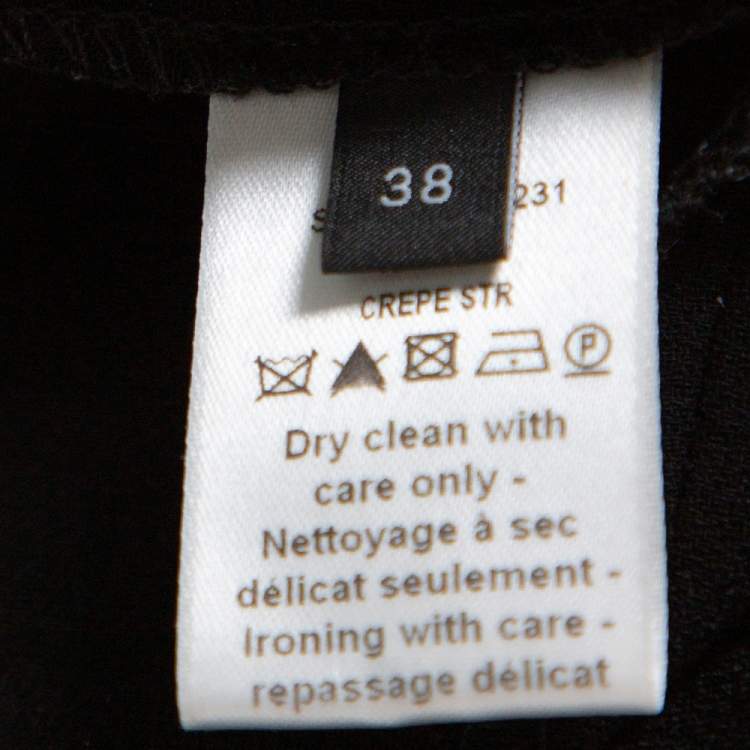 38
231
CREPE STR
P
Dry clean with
care only -
Nettoyage à sec
délicat seulement -
Ironing with care -
repassage délicat